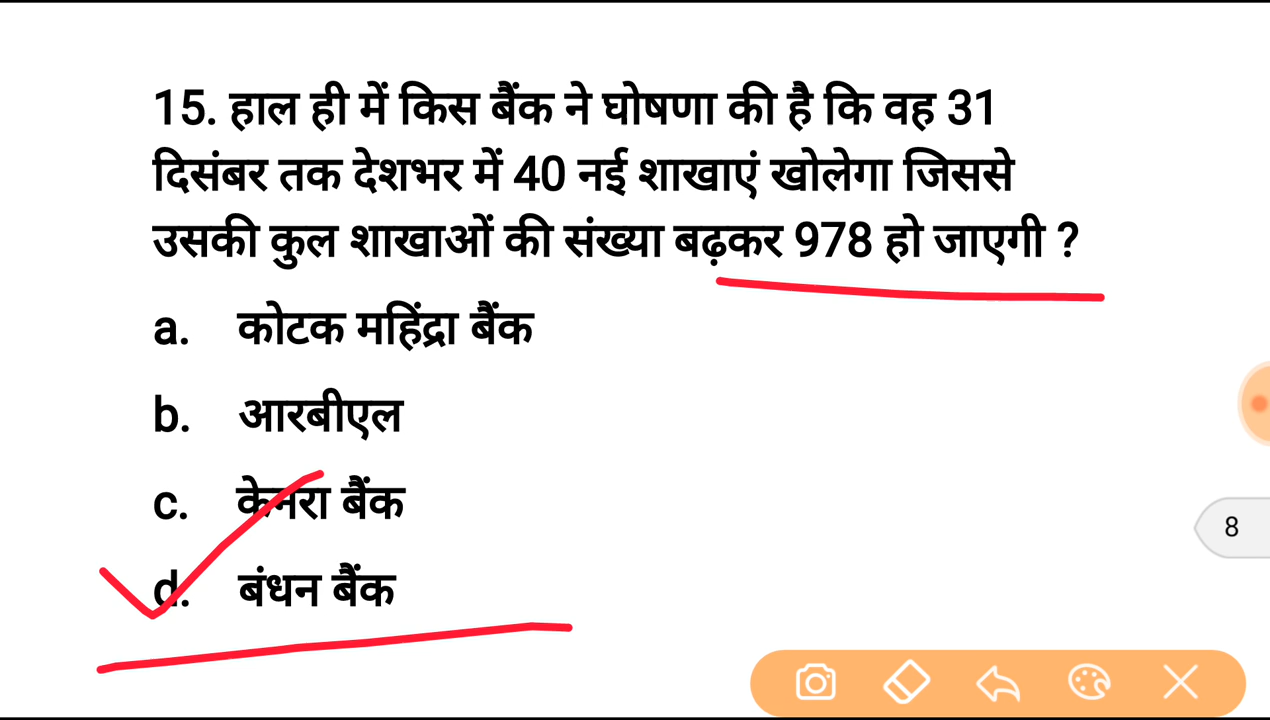 15. हाल ही में किस बैंक ने घोषणा की है कि वह 31
दिसंबर तक देशभर में 40 नई शाखाएं खोलेगा जिससे
उसकी कुल शाखाओं की संख्या बढ़कर 978 हो जाएगी ?
a. कोटक महिंद्रा बैंक
b. आरबीएल
c. केनरा बैंक
d. बंधन बैंक
8